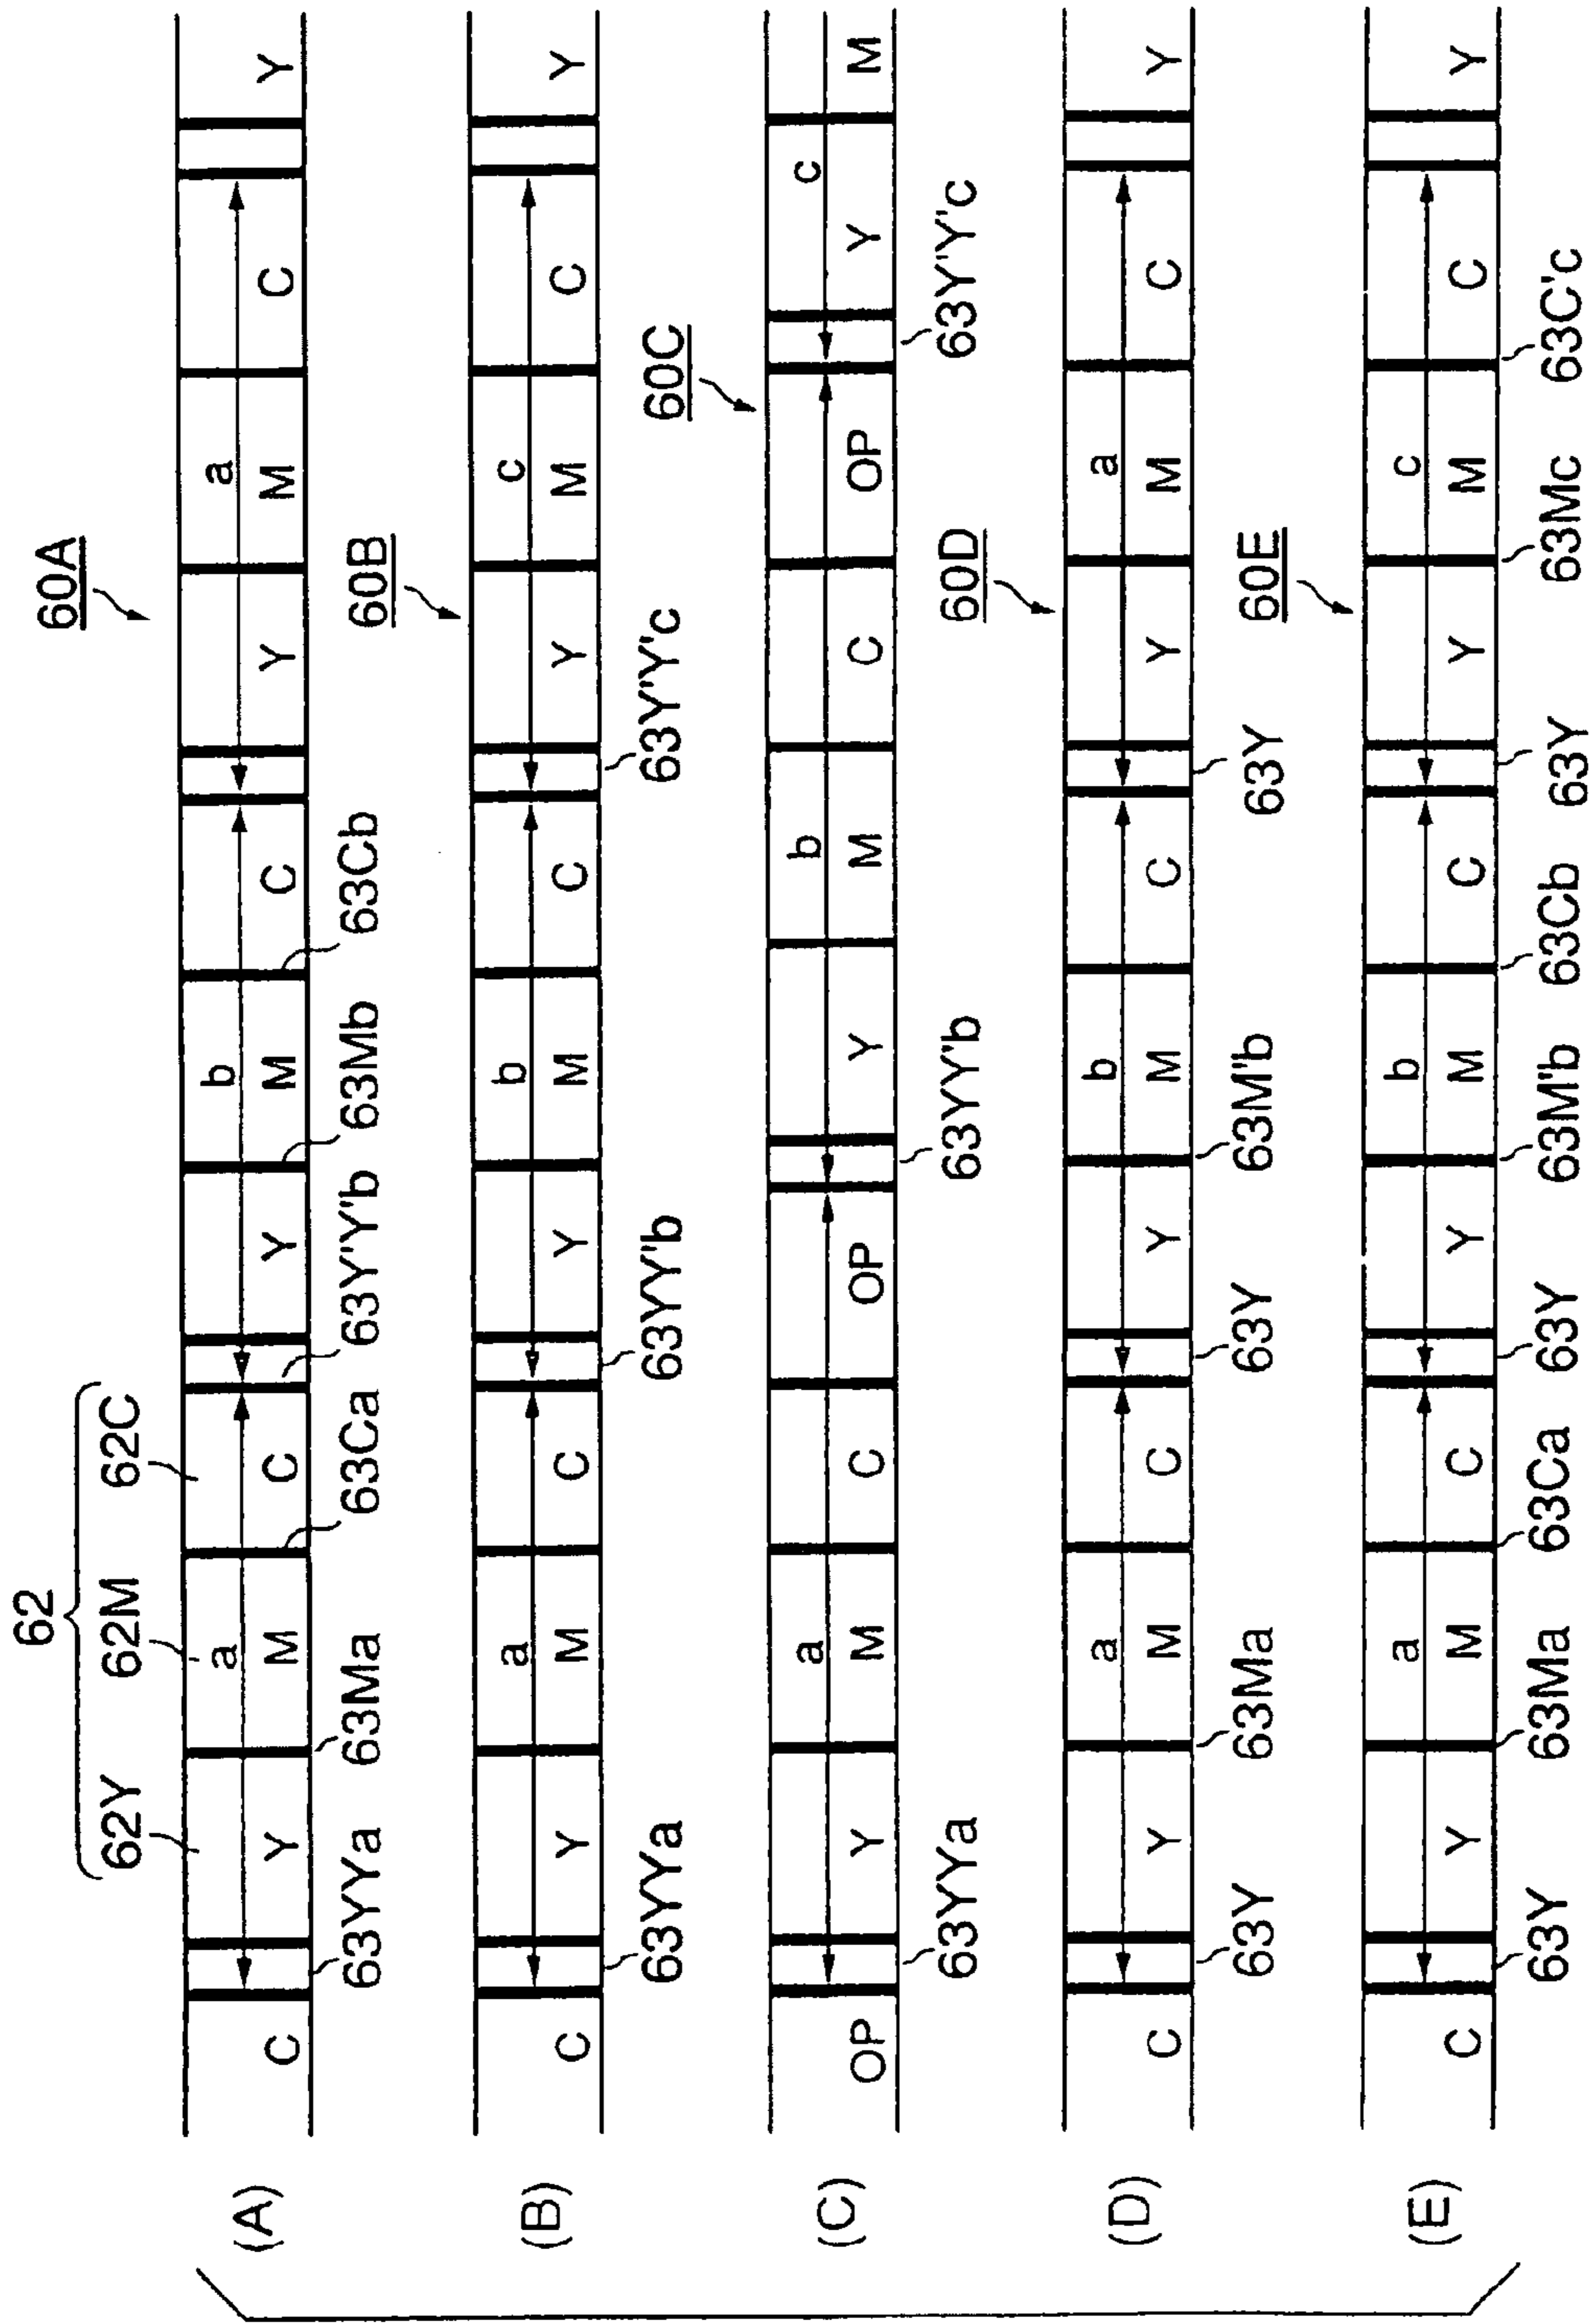 62
62Y 62M 62C
60A
(A) C Y a M C Y b M C Y a M C Y
63YYa 63Ma 63Ca 63Y'Y'b 63Mb 63Cb
60B
(B) C Y a M C Y b M C Y c M C Y
63YYa 63YY'b 63Y'Y'c
60C
(C) OP Y a M C OP Y b M C OP Y c M
63YYa 63YY'b 63Y'Y'c
60D
(D) C Y a M C Y b M C Y a M C Y
63Y 63Ma 63Y 63M'b 63Y
60E
(E) C Y a M C Y b M C Y c M C Y
63Y 63Ma 63Ca 63Y 63M'b 63Cb 63Y 63Mc 63C'c